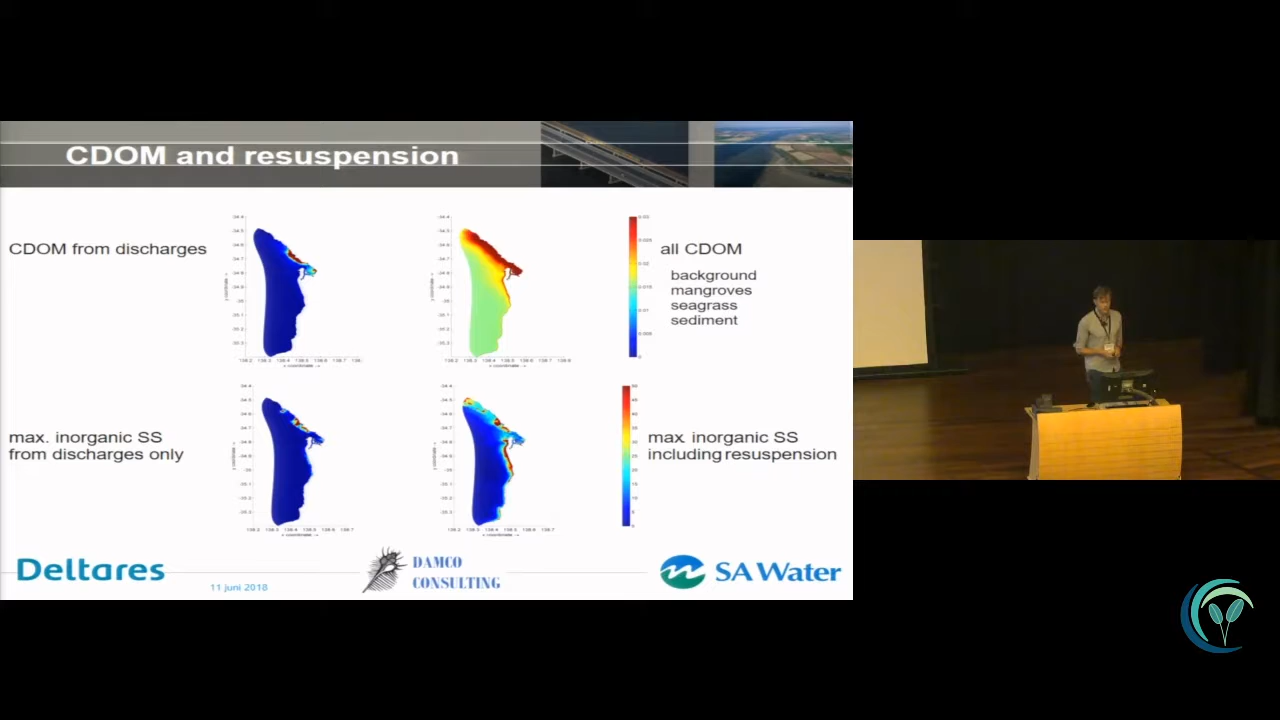 CDOM and resuspension
CDOM from discharges
all CDOM
background
mangroves
seagrass
sediment
max. inorganic SS
from discharges only
max. inorganic SS
including resuspension
Deltares
11 juni 2018
DAMCO
CONSULTING
SA Water